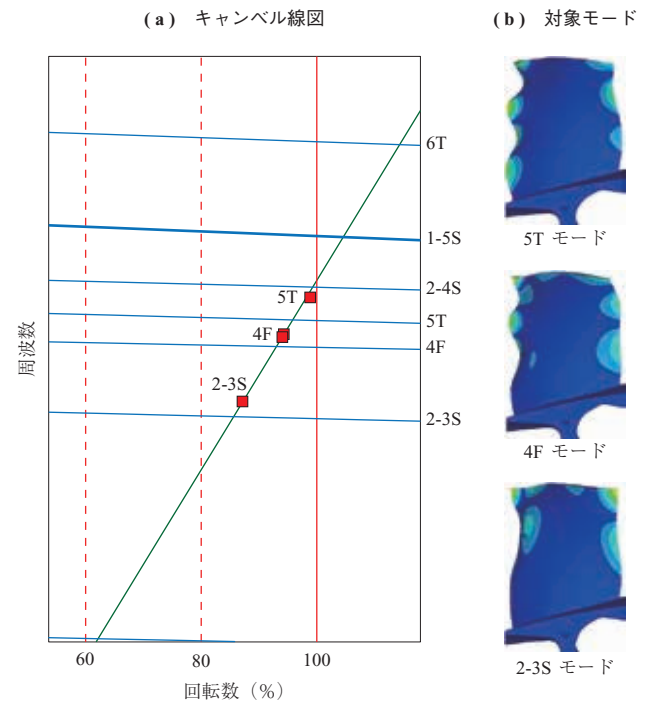 ( a ) キャンベル線図
( b ) 対象モード
6T
1-5S
2-4S
5T
5T
4F
4F
2-3S
2-3S
周波数
60
80
100
回転数（%）
5T モード
4F モード
2-3S モード